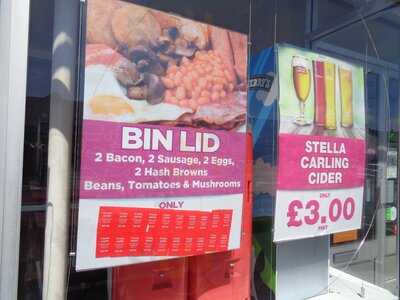 BIN LID
2 Bacon, 2 Sausage, 2 Eggs,
2 Hash Browns
Beans, Tomatoes & Mushrooms
ONLY
STELLA
CARLING
CIDER
ONLY
£3.00
PINT